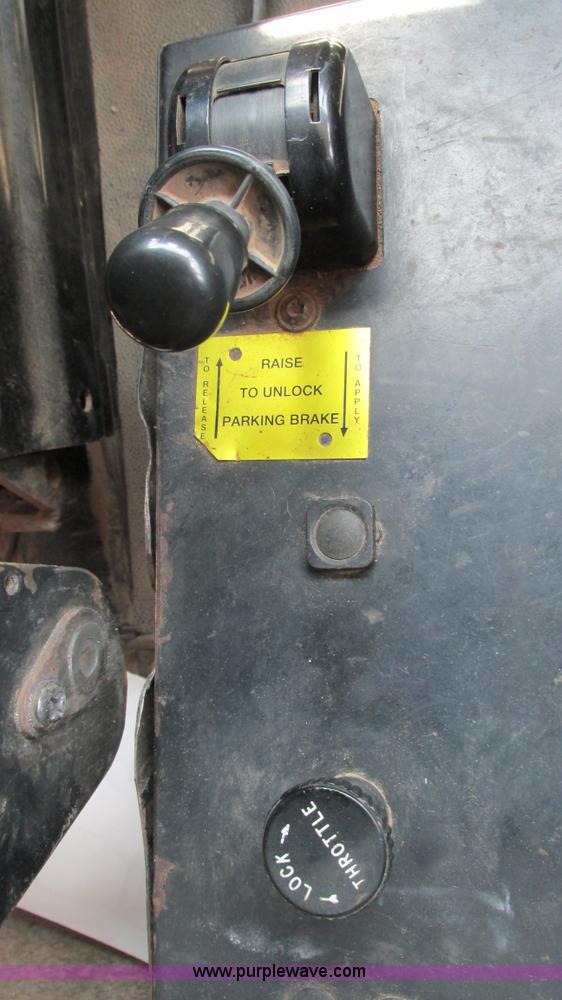 TO RELEASE
RAISE
TO UNLOCK
PARKING BRAKE
TO APPLY
LOCK
THROTTLE
www.purplewave.com